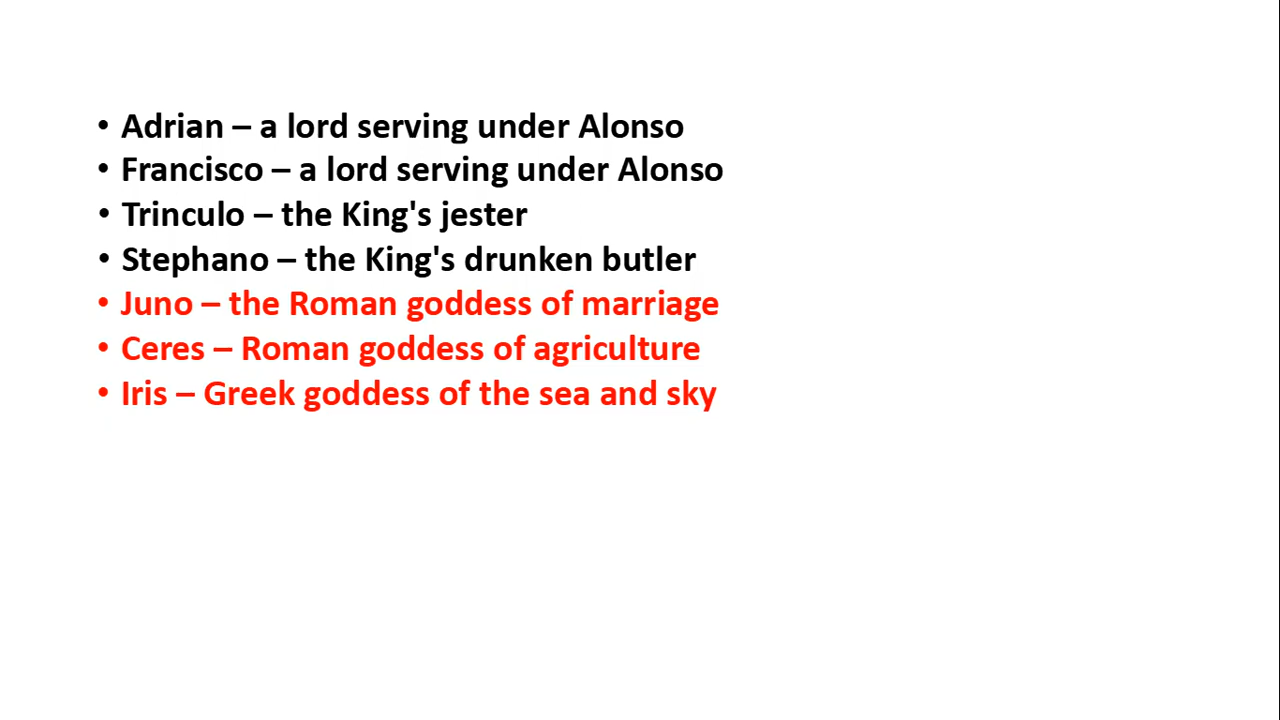 • Adrian – a lord serving under Alonso
• Francisco – a lord serving under Alonso
• Trinculo – the King's jester
• Stephano – the King's drunken butler
• Juno – the Roman goddess of marriage
• Ceres – Roman goddess of agriculture
• Iris – Greek goddess of the sea and sky